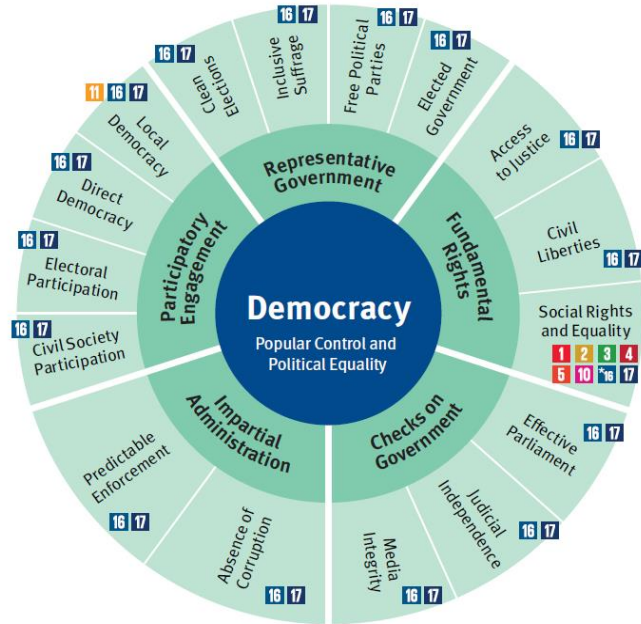 Democracy
Popular Control and
Political Equality
Representative
Government
16 17
Clean
Elections
16 17
Inclusive
Suffrage
16 17
Free Political
Parties
16 17
Elected
Government
Fundamental
Rights
Access
to Justice
16 17
Civil
Liberties
16 17
Social Rights
and Equality
1 2 3 4
5 10 *16 17
Checks on
Government
Effective
Parliament
16 17
Judicial
Independence
16 17
Media
Integrity
16 17
Impartial
Administration
Absence of
Corruption
16 17
Predictable
Enforcement
16 17
Participatory
Engagement
16 17
Civil Society
Participation
16 17
Electoral
Participation
16 17
Direct
Democracy
11 16 17
Local
Democracy